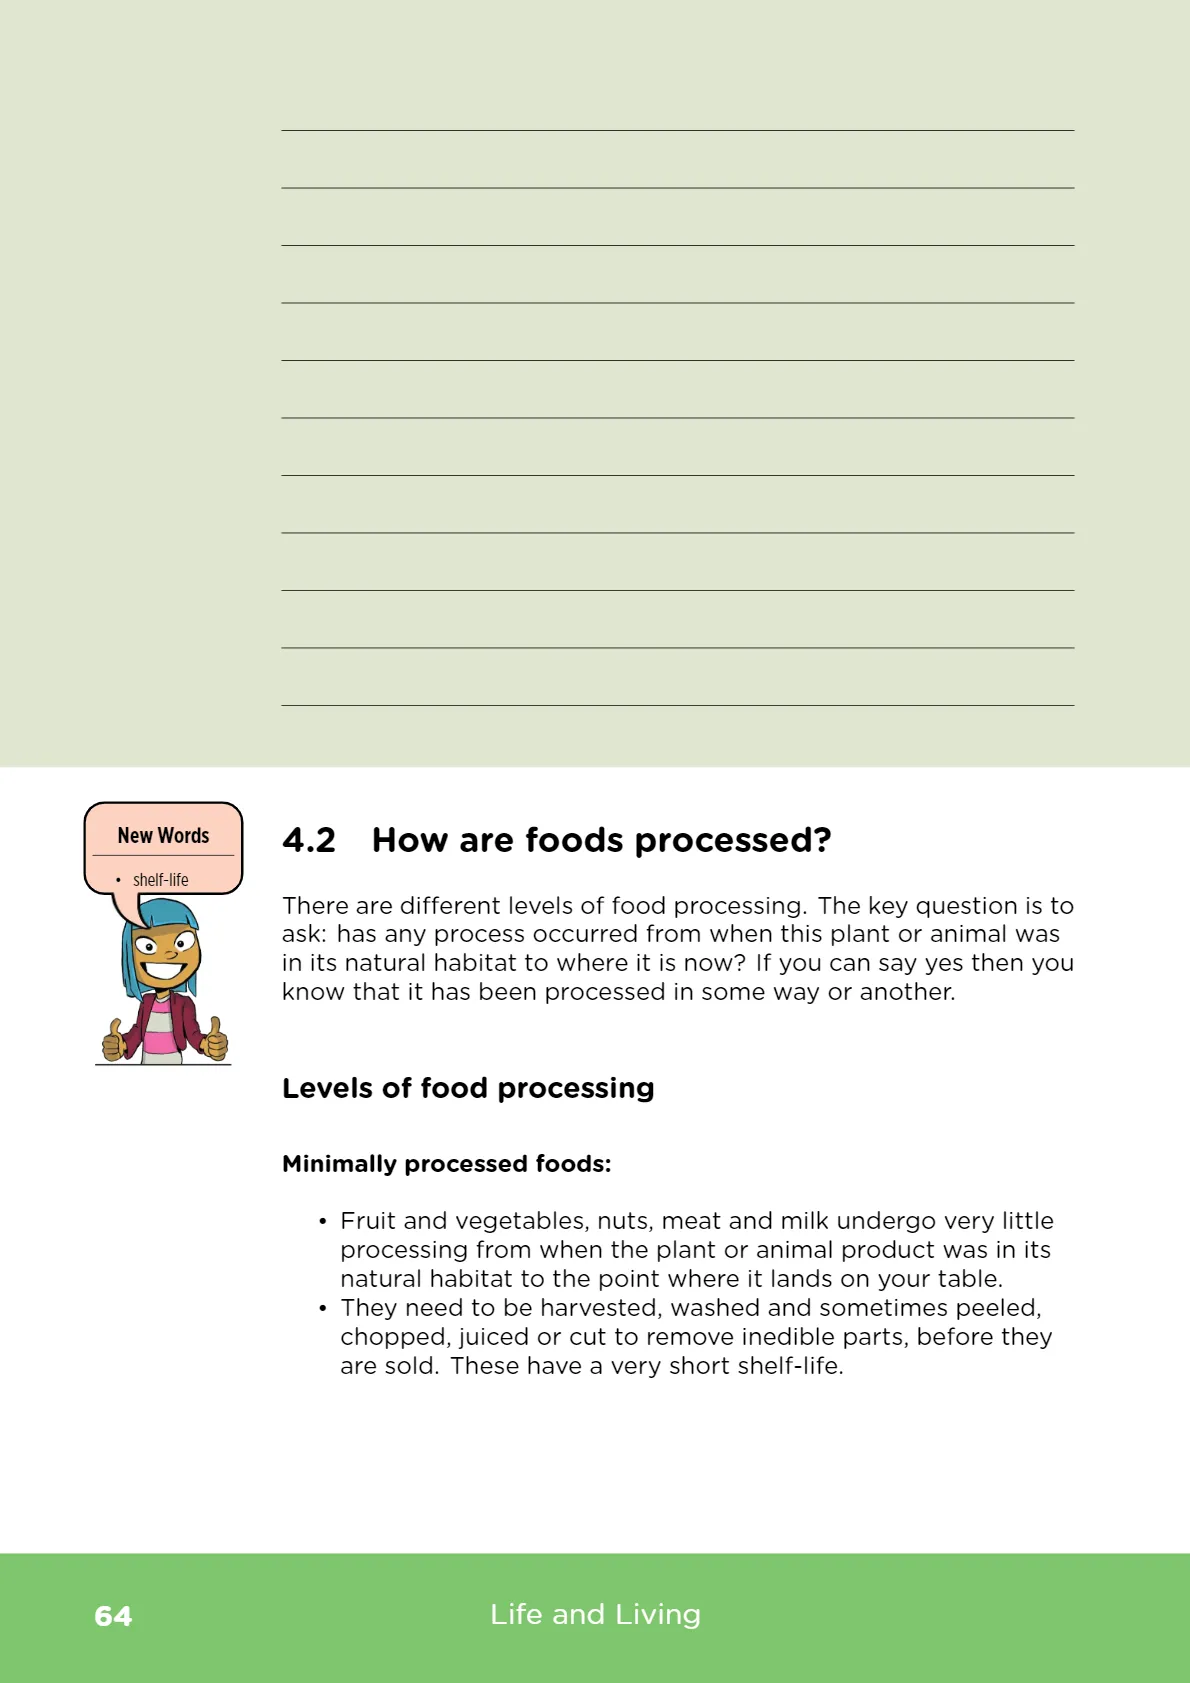 New Words
• shelf-life
4.2 How are foods processed?
There are different levels of food processing. The key question is to
ask: has any process occurred from when this plant or animal was
in its natural habitat to where it is now? If you can say yes then you
know that it has been processed in some way or another.
Levels of food processing
Minimally processed foods:
• Fruit and vegetables, nuts, meat and milk undergo very little
processing from when the plant or animal product was in its
natural habitat to the point where it lands on your table.
• They need to be harvested, washed and sometimes peeled,
chopped, juiced or cut to remove inedible parts, before they
are sold. These have a very short shelf-life.
64 Life and Living